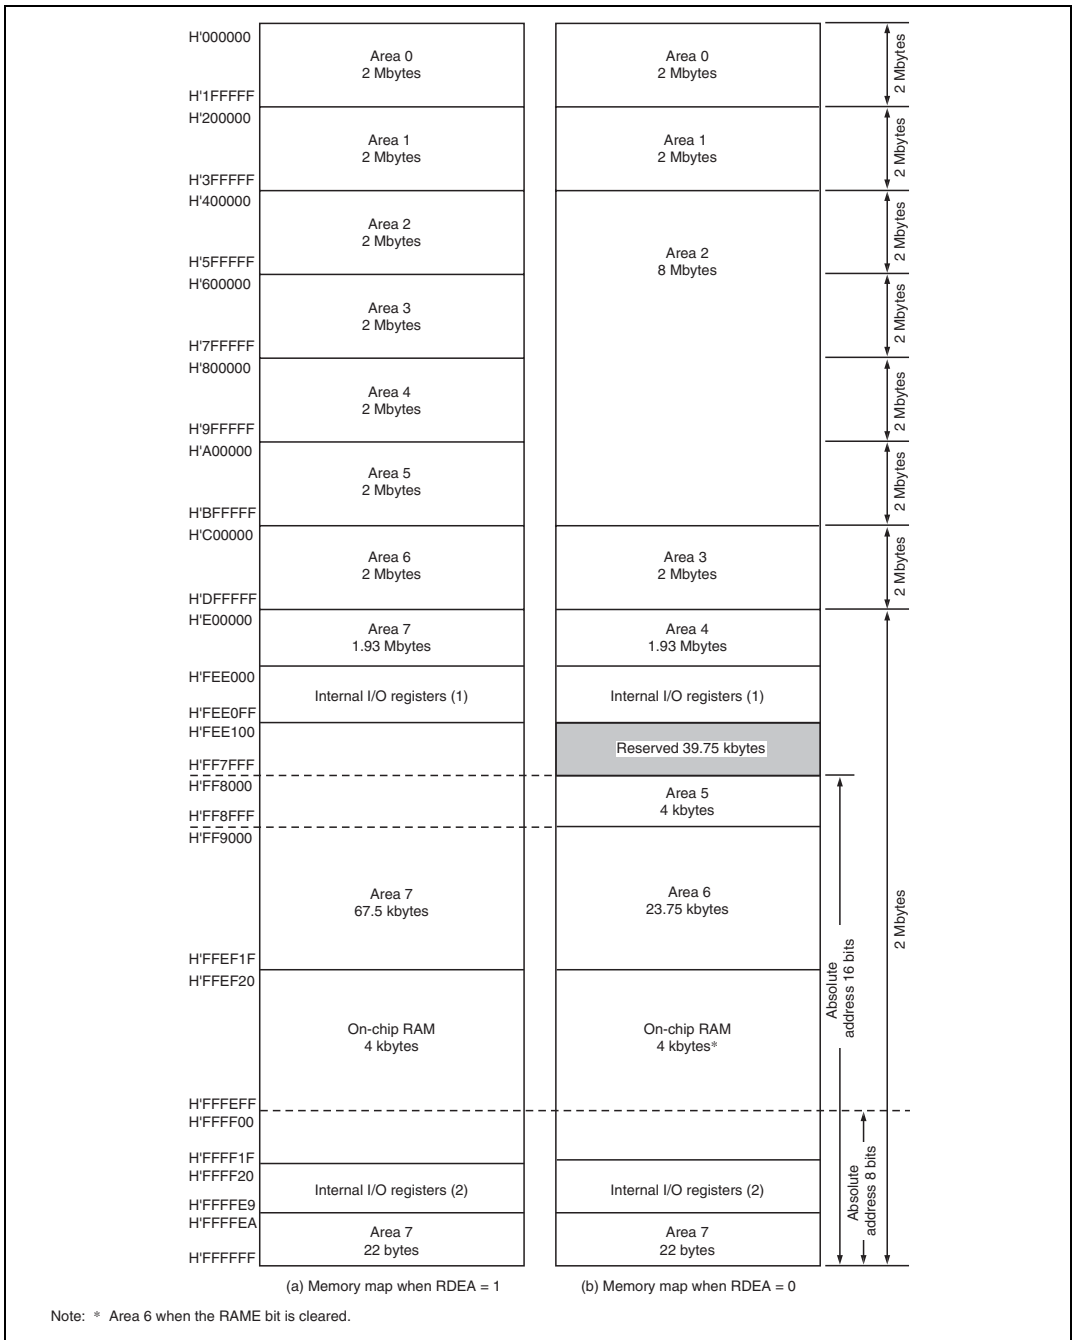 H'000000
H'1FFFFF
H'200000
H'3FFFFF
H'400000
H'5FFFFF
H'600000
H'7FFFFF
H'800000
H'9FFFFF
H'A00000
H'BFFFFF
H'C00000
H'DFFFFF
H'E00000
H'FEE000
H'FEE0FF
H'FEE100
H'FF7FFF
H'FF8000
H'FF8FFF
H'FF9000
H'FFEF1F
H'FFEF20
H'FFFEFF
H'FFFF00
H'FFFF1F
H'FFFF20
H'FFFFE9
H'FFFFEA
H'FFFFFF
Area 0
2 Mbytes
Area 1
2 Mbytes
Area 2
2 Mbytes
Area 3
2 Mbytes
Area 4
2 Mbytes
Area 5
2 Mbytes
Area 6
2 Mbytes
Area 7
1.93 Mbytes
Internal I/O registers (1)
Area 7
67.5 kbytes
On-chip RAM
4 kbytes
Internal I/O registers (2)
Area 7
22 bytes
(a) Memory map when RDEA = 1
Area 0
2 Mbytes
Area 1
2 Mbytes
Area 2
8 Mbytes
Area 3
2 Mbytes
Area 4
1.93 Mbytes
Internal I/O registers (1)
Reserved 39.75 kbytes
Area 5
4 kbytes
Area 6
23.75 kbytes
On-chip RAM
4 kbytes*
Internal I/O registers (2)
Area 7
22 bytes
(b) Memory map when RDEA = 0
2 Mbytes
2 Mbytes
2 Mbytes
2 Mbytes
2 Mbytes
2 Mbytes
2 Mbytes
2 Mbytes
Absolute
address 16 bits
Absolute
address 8 bits
Note: * Area 6 when the RAME bit is cleared.